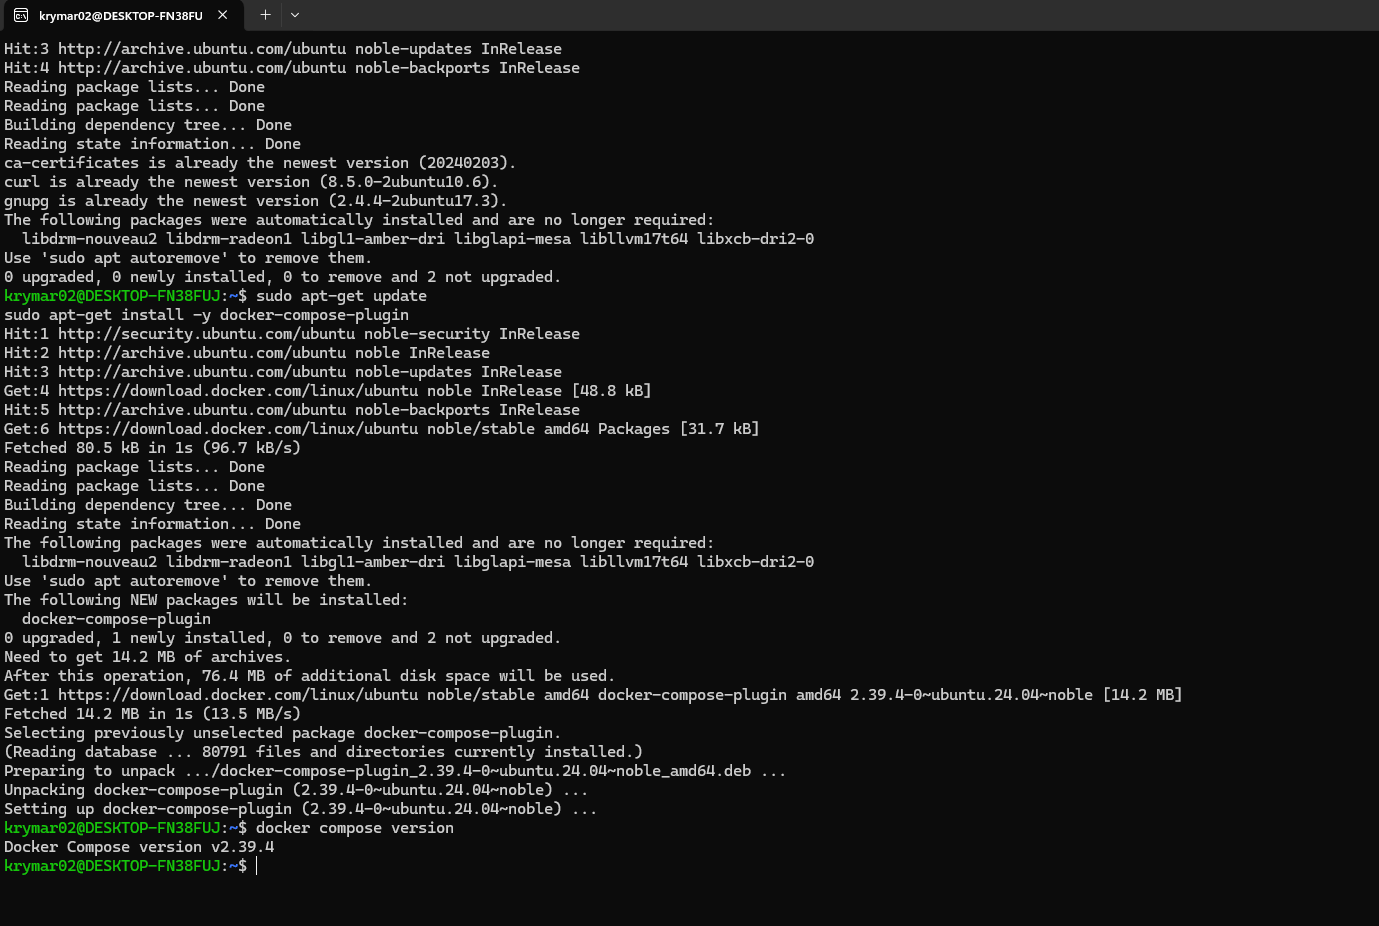 krymar02@DESKTOP-FN38FU
Hit:3 http://archive.ubuntu.com/ubuntu noble-updates InRelease
Hit:4 http://archive.ubuntu.com/ubuntu noble-backports InRelease
Reading package lists... Done
Reading package lists... Done
Building dependency tree... Done
Reading state information... Done
ca-certificates is already the newest version (20240203).
curl is already the newest version (8.5.0-2ubuntu10.6).
gnupg is already the newest version (2.4.4-2ubuntu17.3).
The following packages were automatically installed and are no longer required:
  libdrm-nouveau2 libdrm-radeon1 libgl1-amber-dri libglapi-mesa libllvm17t64 libxcb-dri2-0
Use 'sudo apt autoremove' to remove them.
0 upgraded, 0 newly installed, 0 to remove and 2 not upgraded.
krymar02@DESKTOP-FN38FUJ:~$ sudo apt-get update
sudo apt-get install -y docker-compose-plugin
Hit:1 http://security.ubuntu.com/ubuntu noble-security InRelease
Hit:2 http://archive.ubuntu.com/ubuntu noble InRelease
Hit:3 http://archive.ubuntu.com/ubuntu noble-updates InRelease
Get:4 https://download.docker.com/linux/ubuntu noble InRelease [48.8 kB]
Hit:5 http://archive.ubuntu.com/ubuntu noble-backports InRelease
Get:6 https://download.docker.com/linux/ubuntu noble/stable amd64 Packages [31.7 kB]
Fetched 80.5 kB in 1s (96.7 kB/s)
Reading package lists... Done
Reading package lists... Done
Building dependency tree... Done
Reading state information... Done
The following packages were automatically installed and are no longer required:
  libdrm-nouveau2 libdrm-radeon1 libgl1-amber-dri libglapi-mesa libllvm17t64 libxcb-dri2-0
Use 'sudo apt autoremove' to remove them.
The following NEW packages will be installed:
  docker-compose-plugin
0 upgraded, 1 newly installed, 0 to remove and 2 not upgraded.
Need to get 14.2 MB of archives.
After this operation, 76.4 MB of additional disk space will be used.
Get:1 https://download.docker.com/linux/ubuntu noble/stable amd64 docker-compose-plugin amd64 2.39.4-0~ubuntu.24.04~noble [14.2 MB]
Fetched 14.2 MB in 1s (13.5 MB/s)
Selecting previously unselected package docker-compose-plugin.
(Reading database ... 80791 files and directories currently installed.)
Preparing to unpack .../docker-compose-plugin_2.39.4-0~ubuntu.24.04~noble_amd64.deb ...
Unpacking docker-compose-plugin (2.39.4-0~ubuntu.24.04~noble) ...
Setting up docker-compose-plugin (2.39.4-0~ubuntu.24.04~noble) ...
krymar02@DESKTOP-FN38FUJ:~$ docker compose version
Docker Compose version v2.39.4
krymar02@DESKTOP-FN38FUJ:~$